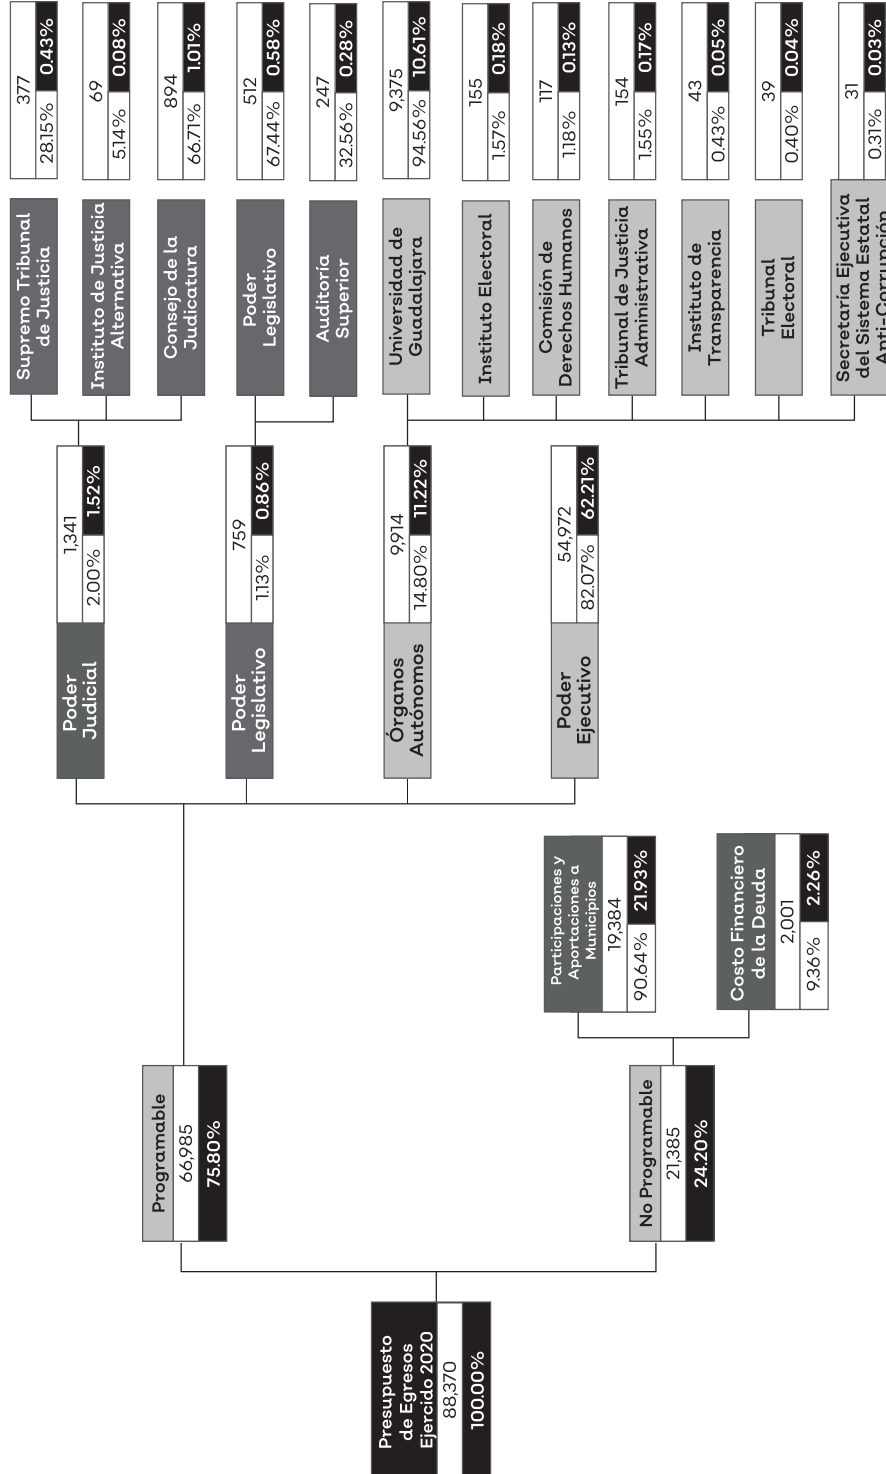 Presupuesto
de Egresos
Ejercido 2020
88,370
100.00%
Programable
66,985
75.80%
No Programable
21,385
24.20%
Participaciones y
Aportaciones a
Municipios
19,384
90.64% 21.93%
Costo Financiero
de la Deuda
2,001
9.36% 2.26%
Poder
Judicial
1,341
2.00% 1.52%
Poder
Legislativo
759
1.13% 0.86%
Órganos
Autónomos
9,914
14.80% 11.22%
Poder
Ejecutivo
54,972
82.07% 62.21%
Supremo Tribunal
de Justicia
377
28.15% 0.43%
Instituto de Justicia
Alternativa
69
5.14% 0.08%
Consejo de la
Judicatura
894
66.71% 1.01%
Poder
Legislativo
512
67.44% 0.58%
Auditoría
Superior
247
32.56% 0.28%
Universidad de
Guadalajara
9,375
94.56% 10.61%
Instituto Electoral
155
1.57% 0.18%
Comisión de
Derechos Humanos
117
1.18% 0.13%
Tribunal de Justicia
Administrativa
154
1.55% 0.17%
Instituto de
Transparencia
43
0.43% 0.05%
Tribunal
Electoral
39
0.40% 0.04%
Secretaría Ejecutiva
del Sistema Estatal
Anti-Corrupción
31
0.31% 0.03%